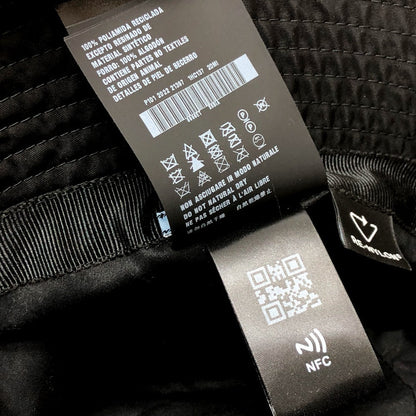 100% POLIAMIDA RECICLADA
EXCEPTO RESINADO DE
MATERIAL SINTÉTICO
FORRO: 100% ALGODÓN
CONTIENE PARTES NO TEXTILES
DE ORIGEN ANIMAL
DETALLES DE PIEL DE BECERRO
NON ASCIUGARE IN MODO NATURALE
DO NOT NATURAL DRY
NE PAS SÉCHER À L'AIR LIBRE
RE-NYLON®
NFC